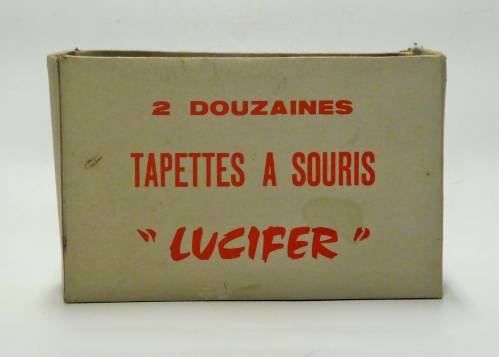 2 DOUZAINES
TAPETTES A SOURIS
"LUCIFER"